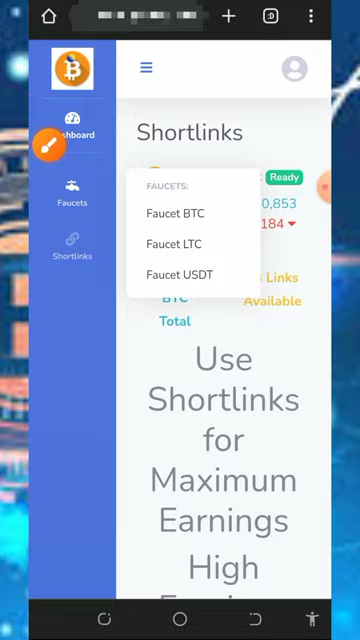 :D
Dashboard
Faucets
Shortlinks
Shortlinks
Ready
FAUCETS:
Faucet BTC
Faucet LTC
Faucet USDT
0,853
184
Links
Available
BTC
Total
Use
Shortlinks
for
Maximum
Earnings
High